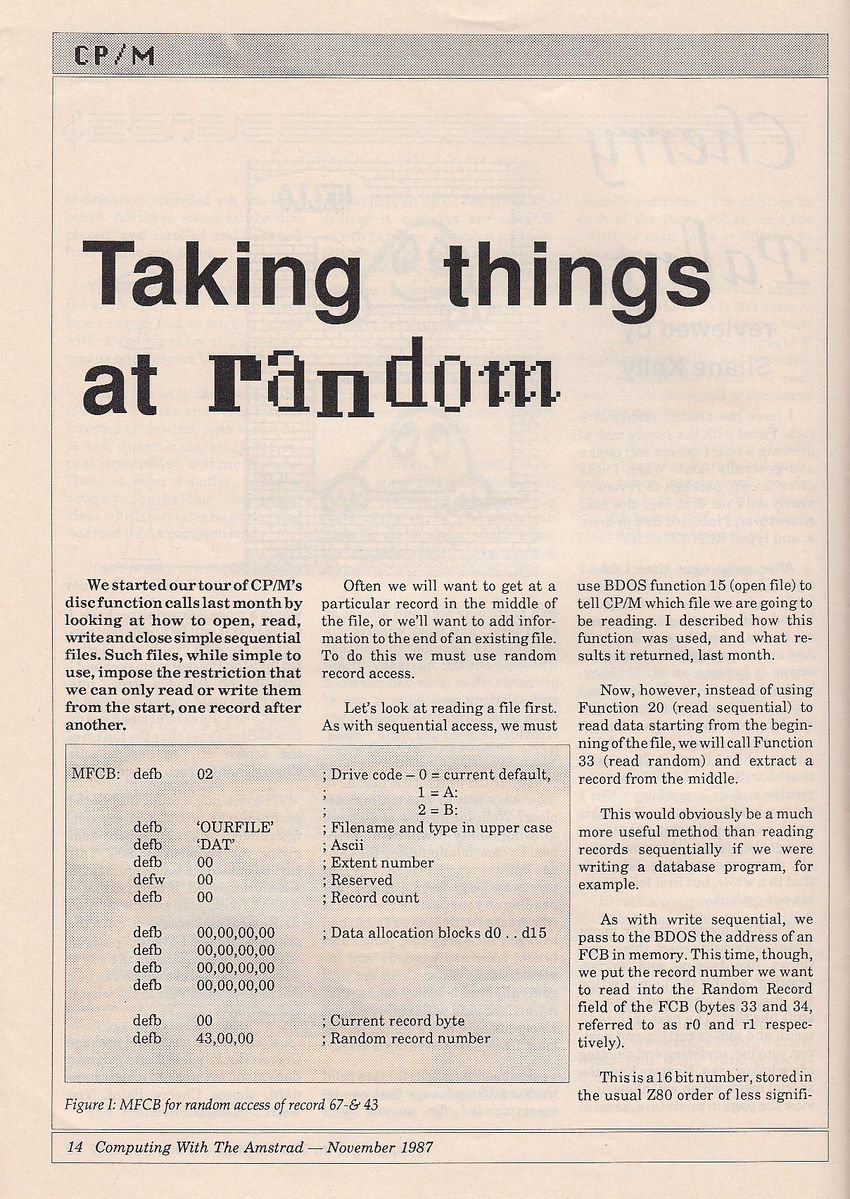 CP/M
Taking things
at random
We started our tour of CP/M's
disc function calls last month by
looking at how to open, read,
write and close simple sequential
files. Such files, while simple to
use, impose the restriction that
we can only read or write them
from the start, one record after
another.
Often we will want to get at a
particular record in the middle of
the file, or we'll want to add infor-
mation to the end of an existing file.
To do this we must use random
record access.
Let's look at reading a file first.
As with sequential access, we must
MFCB: defb 02 ; Drive code – 0 = current default,
; 1 = A:
; 2 = B:
defb 'OURFILE' ; Filename and type in upper case
defb 'DAT' ; Ascii
defb 00 ; Extent number
defw 00 ; Reserved
defb 00 ; Record count
defb 00,00,00,00 ; Data allocation blocks d0 . . d15
defb 00,00,00,00
defb 00,00,00,00
defb 00,00,00,00
defb 00 ; Current record byte
defb 43,00,00 ; Random record number
Figure I: MFCB for random access of record 67-& 43
use BDOS function 15 (open file) to
tell CP/M which file we are going to
be reading. I described how this
function was used, and what re-
sults it returned, last month.
Now, however, instead of using
Function 20 (read sequential) to
read data starting from the begin-
ning of the file, we will call Function
33 (read random) and extract a
record from the middle.
This would obviously be a much
more useful method than reading
records sequentially if we were
writing a database program, for
example.
As with write sequential, we
pass to the BDOS the address of an
FCB in memory. This time, though,
we put the record number we want
to read into the Random Record
field of the FCB (bytes 33 and 34,
referred to as r0 and r1 respec-
tively).
This is a 16 bit number, stored in
the usual Z80 order of less signifi-
14 Computing With The Amstrad — November 1987